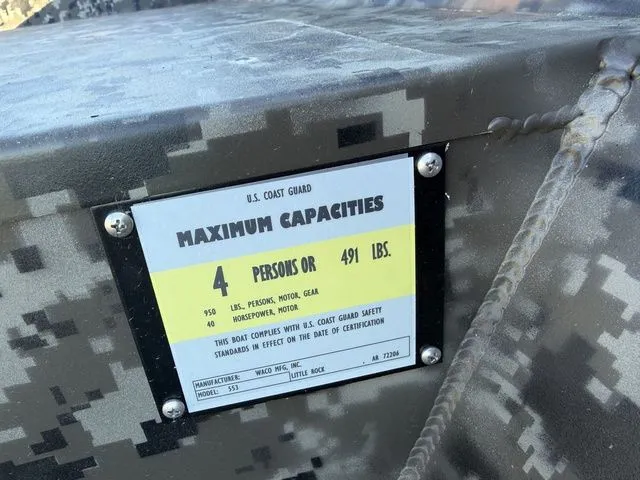 U.S. COAST GUARD
MAXIMUM CAPACITIES
4 PERSONS OR 491 LBS.
950 LBS., PERSONS, MOTOR, GEAR
40 HORSEPOWER, MOTOR
THIS BOAT COMPLIES WITH U.S. COAST GUARD SAFETY
STANDARDS IN EFFECT ON THE DATE OF CERTIFICATION
MANUFACTURER: WACO MFG, INC.
MODEL: 553 LITTLE ROCK AR 72206